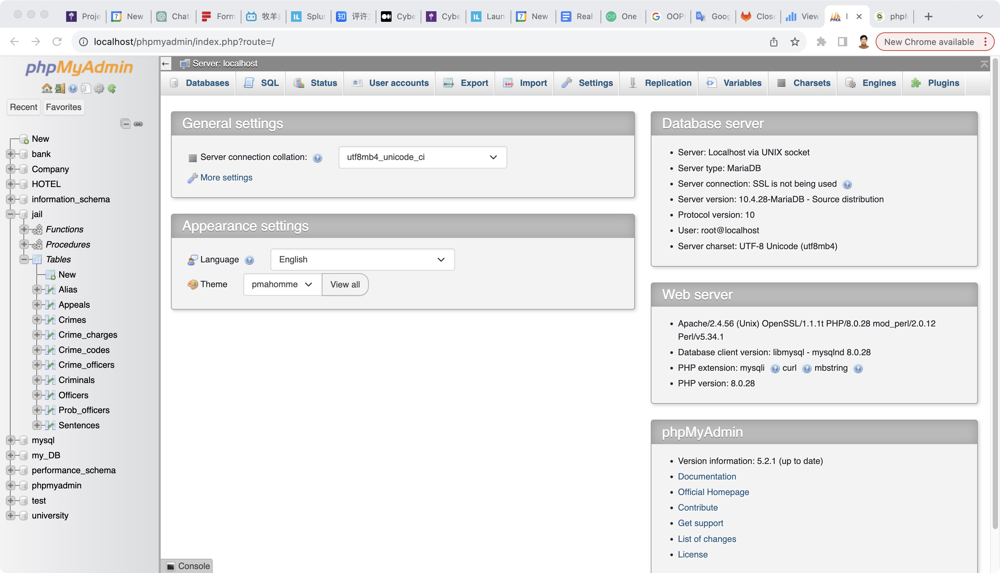 Proje
New
Chat
Form
牧羊
Splur
评许
Cybe
Cybe
Laun
New
Real
One
OOP
Goog
Close
View
phpM
localhost/phpmyadmin/index.php?route=/
New Chrome available
phpMyAdmin
Recent
Favorites
New
bank
Company
HOTEL
information_schema
jail
Functions
Procedures
Tables
New
Alias
Appeals
Crimes
Crime_charges
Crime_codes
Crime_officers
Criminals
Officers
Prob_officers
Sentences
mysql
my_DB
performance_schema
phpmyadmin
test
university
Server: localhost
Databases
SQL
Status
User accounts
Export
Import
Settings
Replication
Variables
Charsets
Engines
Plugins
General settings
Server connection collation:
utf8mb4_unicode_ci
More settings
Appearance settings
Language
English
Theme
pmahomme
View all
Database server
Server: Localhost via UNIX socket
Server type: MariaDB
Server connection: SSL is not being used
Server version: 10.4.28-MariaDB - Source distribution
Protocol version: 10
User: root@localhost
Server charset: UTF-8 Unicode (utf8mb4)
Web server
Apache/2.4.56 (Unix) OpenSSL/1.1.1t PHP/8.0.28 mod_perl/2.0.12
Perl/v5.34.1
Database client version: libmysql - mysqlnd 8.0.28
PHP extension: mysqli curl mbstring
PHP version: 8.0.28
phpMyAdmin
Version information: 5.2.1 (up to date)
Documentation
Official Homepage
Contribute
Get support
List of changes
License
Console